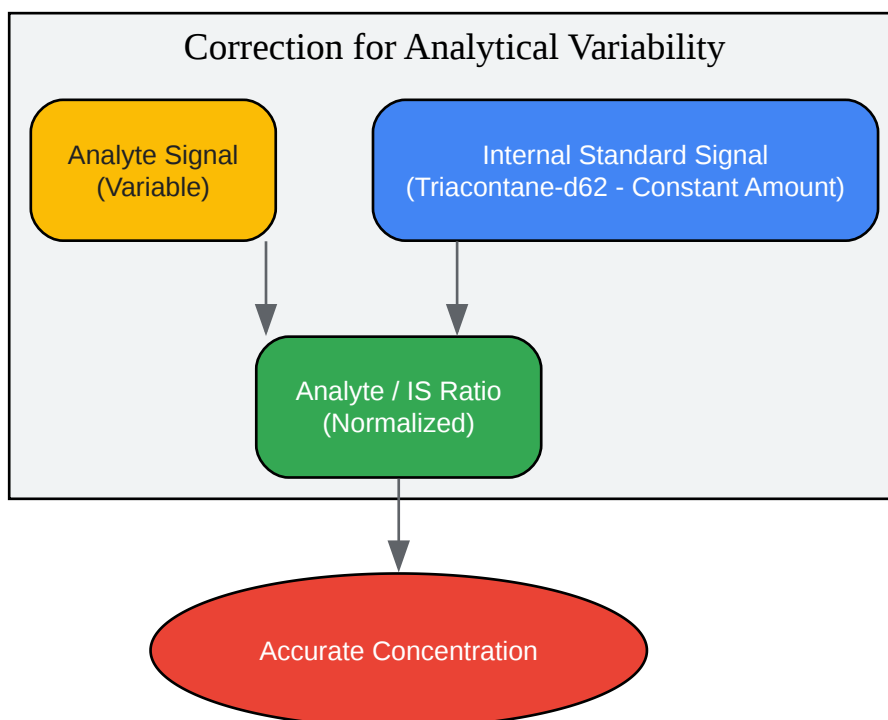 Correction for Analytical Variability
Analyte Signal
(Variable)
Internal Standard Signal
(Triacontane-d62 - Constant Amount)
Analyte / IS Ratio
(Normalized)
Accurate Concentration